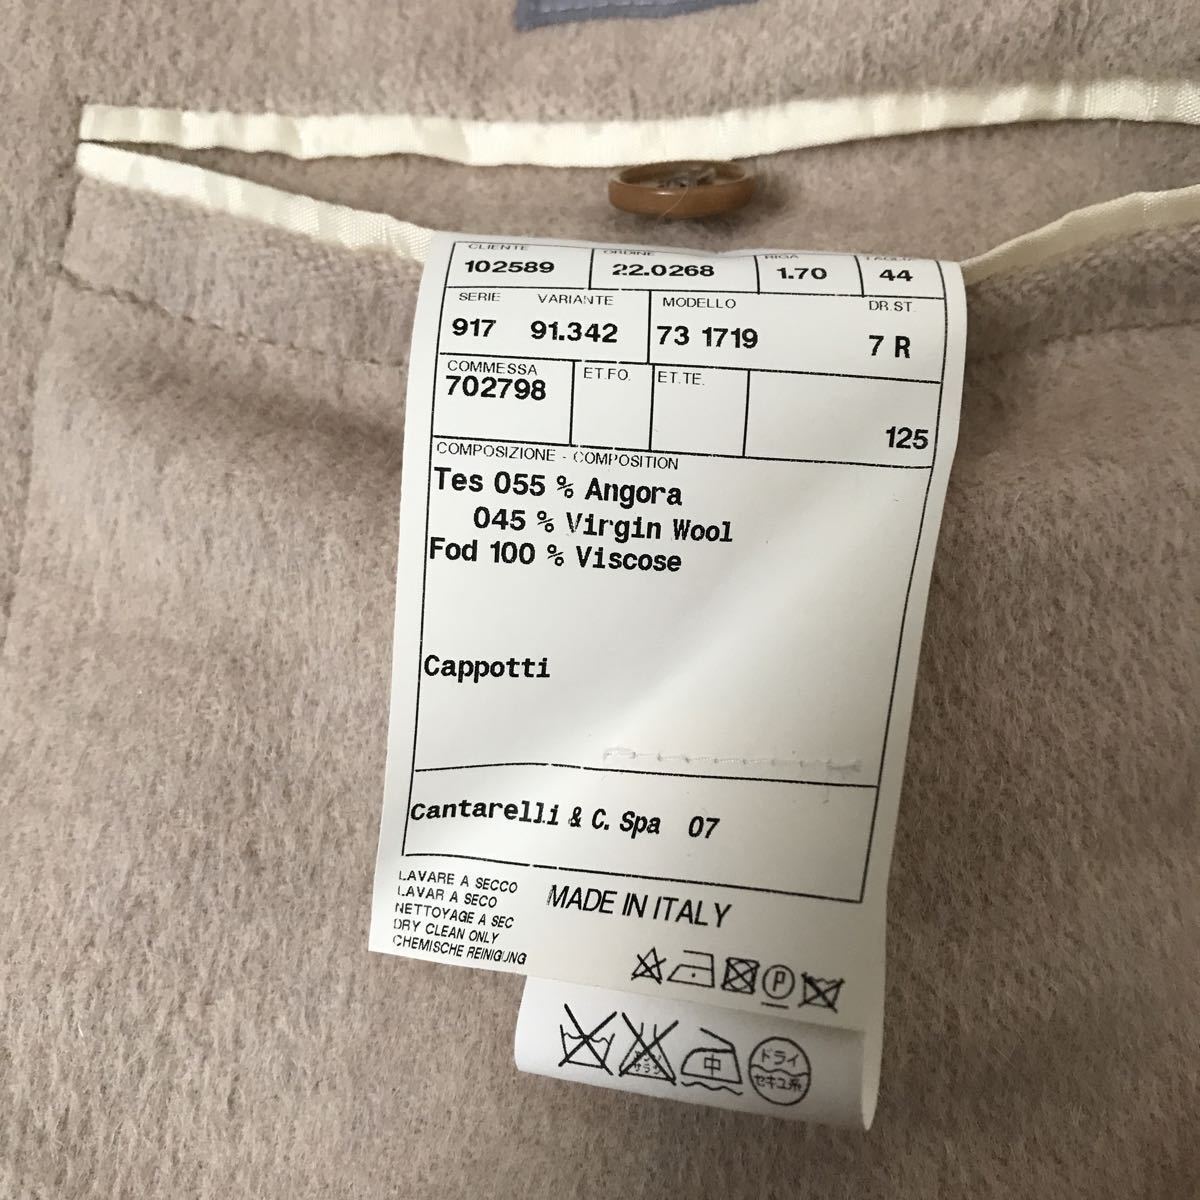 CLIENTE ORDINE RIGA TAGLIA
102589 22.0268 1.70 44
SERIE VARIANTE MODELLO DR.ST.
917 91.342 73 1719 7 R
COMMESSA ET.FO. ET.TE.
702798
125
COMPOSIZIONE - COMPOSITION
Tes 055 % Angora
045 % Virgin Wool
Fod 100 % Viscose
Cappotti
Cantarelli & C. Spa 07
LAVARE A SECCO
LAVAR A SECO
NETTOYAGE A SEC
DRY CLEAN ONLY
CHEMISCHE REINIGUNG
MADE IN ITALY
P
中
ドライ
セキユ系